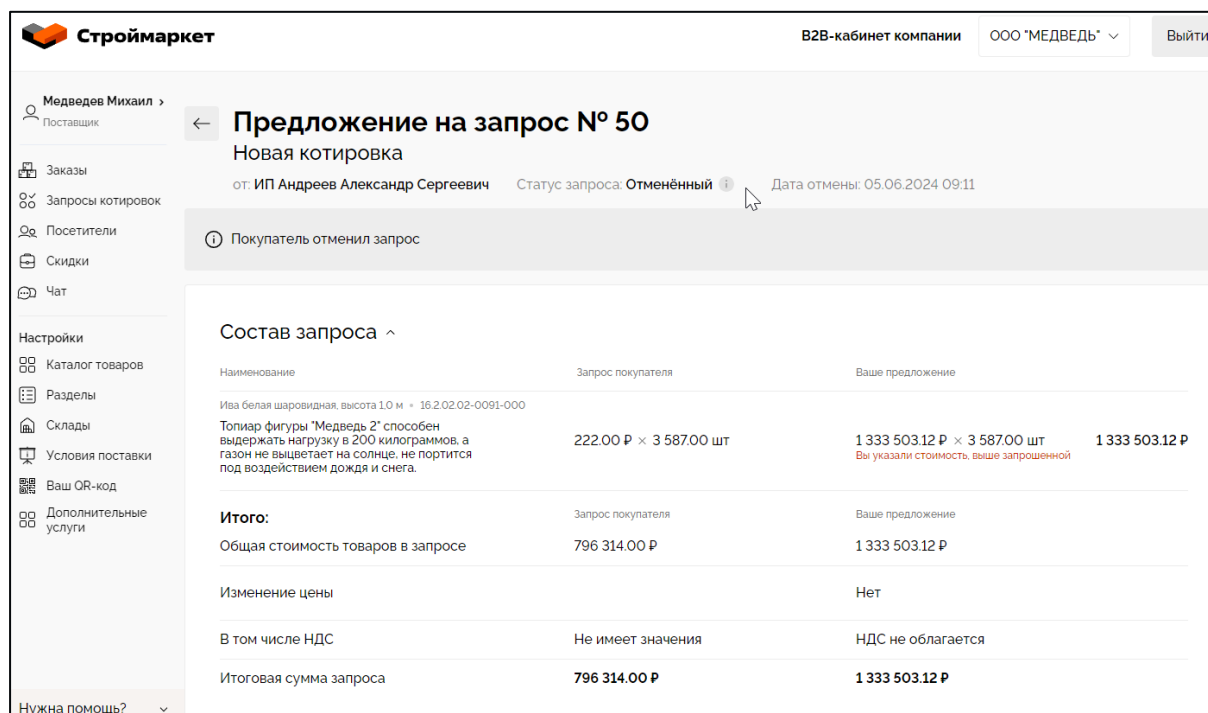 Строймаркет
B2B-кабинет компании
ООО "МЕДВЕДЬ"
Выйти
Медведев Михаил
Поставщик
Заказы
Запросы котировок
Посетители
Скидки
Чат
Настройки
Каталог товаров
Разделы
Склады
Условия поставки
Ваш QR-код
Дополнительные
услуги
Нужна помощь?
Предложение на запрос № 50
Новая котировка
от: ИП Андреев Александр Сергеевич Статус запроса: Отменённый Дата отмены: 05.06.2024 09:11
Покупатель отменил запрос
Состав запроса
Наименование Запрос покупателя Ваше предложение
Ива белая шаровидная, высота 1,0 м • 16.2.02.02-0091-000
Топиар фигуры "Медведь 2" способен
выдержать нагрузку в 200 килограммов, а
газон не выцветает на солнце, не портится
под воздействием дождя и снега.
222.00 ₽ × 3 587.00 шт
1 333 503.12 ₽ × 3 587.00 шт 1 333 503.12 ₽
Вы указали стоимость, выше запрошенной
Итого: Запрос покупателя Ваше предложение
Общая стоимость товаров в запросе 796 314.00 ₽ 1 333 503.12 ₽
Изменение цены Нет
В том числе НДС Не имеет значения НДС не облагается
Итоговая сумма запроса 796 314.00 ₽ 1 333 503.12 ₽